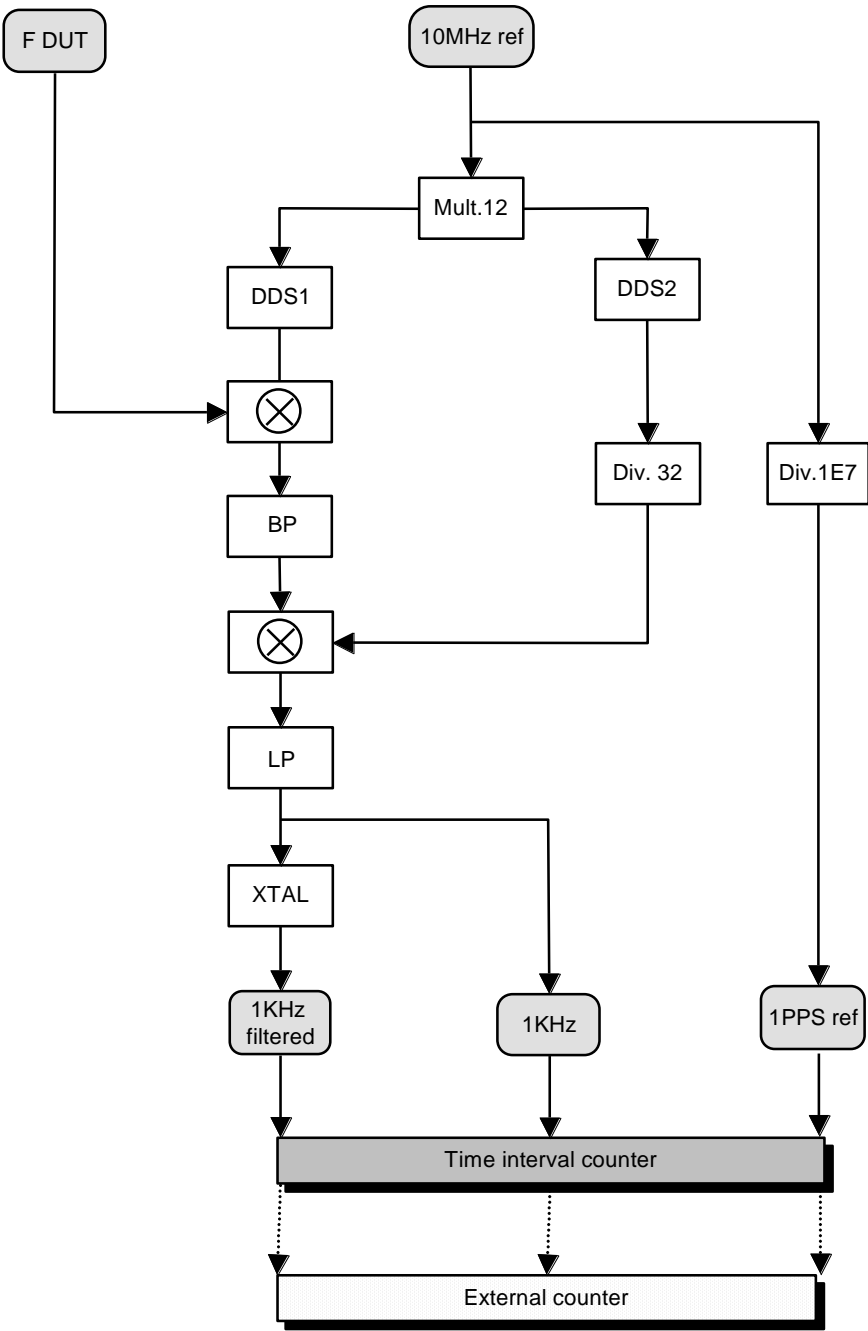 F DUT
10MHz ref
Mult.12
DDS1
DDS2
Div. 32
Div.1E7
BP
LP
XTAL
1KHz
filtered
1KHz
1PPS ref
Time interval counter
External counter